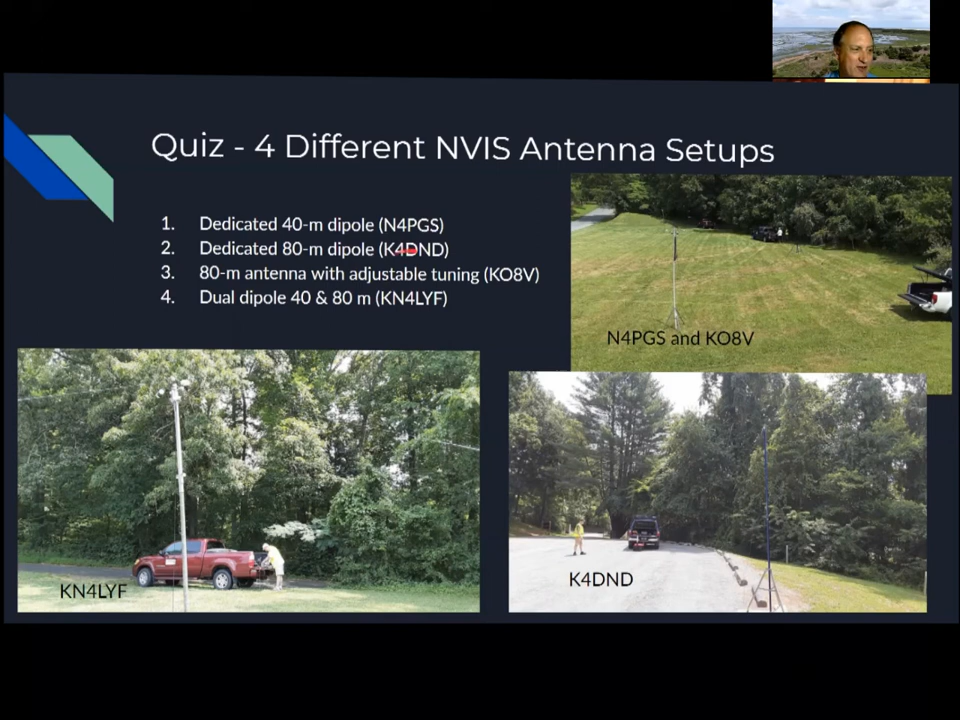 Quiz - 4 Different NVIS Antenna Setups
1. Dedicated 40-m dipole (N4PGS)
2. Dedicated 80-m dipole (K4DND)
3. 80-m antenna with adjustable tuning (KO8V)
4. Dual dipole 40 & 80 m (KN4LYF)
N4PGS and KO8V
KN4LYF
K4DND